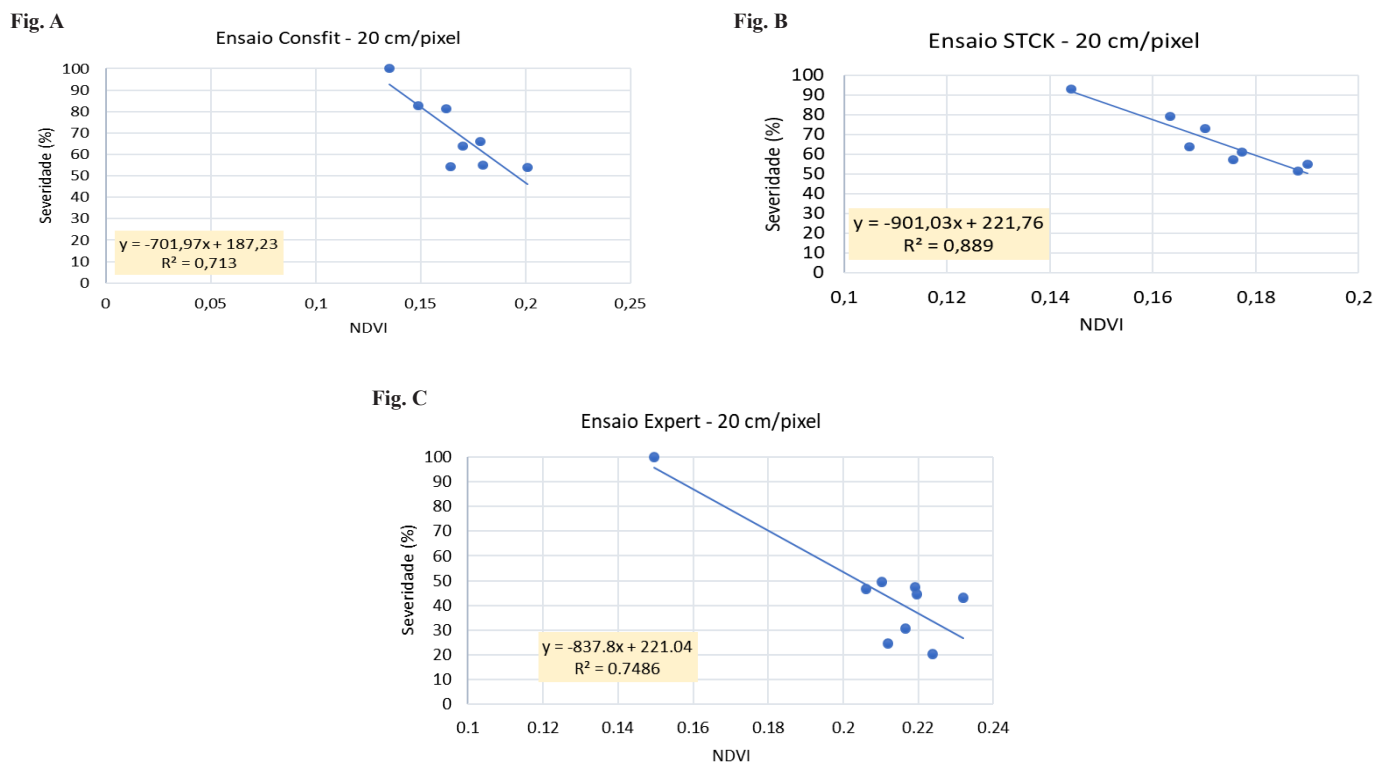 Fig. A
Ensaio Consfit - 20 cm/pixel
Severidade (%)
100
90
80
70
60
50
40
30
20
10
0
y = -701,97x + 187,23
R² = 0,713
0 0,05 0,1 0,15 0,2 0,25
NDVI
Fig. B
Ensaio STCK - 20 cm/pixel
Severidade (%)
100
90
80
70
60
50
40
30
20
10
0
y = -901,03x + 221,76
R² = 0,889
0,1 0,12 0,14 0,16 0,18 0,2
NDVI
Fig. C
Ensaio Expert - 20 cm/pixel
Severidade (%)
100
90
80
70
60
50
40
30
20
10
0
y = -837.8x + 221.04
R² = 0.7486
0.1 0.12 0.14 0.16 0.18 0.2 0.22 0.24
NDVI